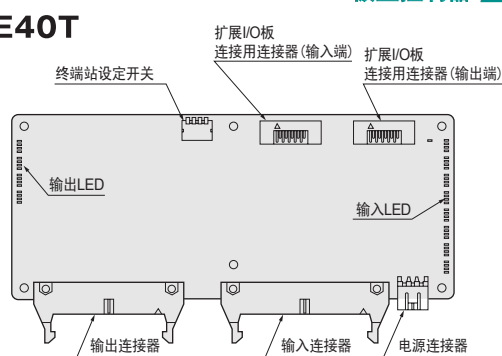 E40T
扩展I/O板
连接用连接器(输入端)
扩展I/O板
连接用连接器(输出端)
终端站设定开关
输出LED
输入LED
输出连接器
输入连接器
电源连接器